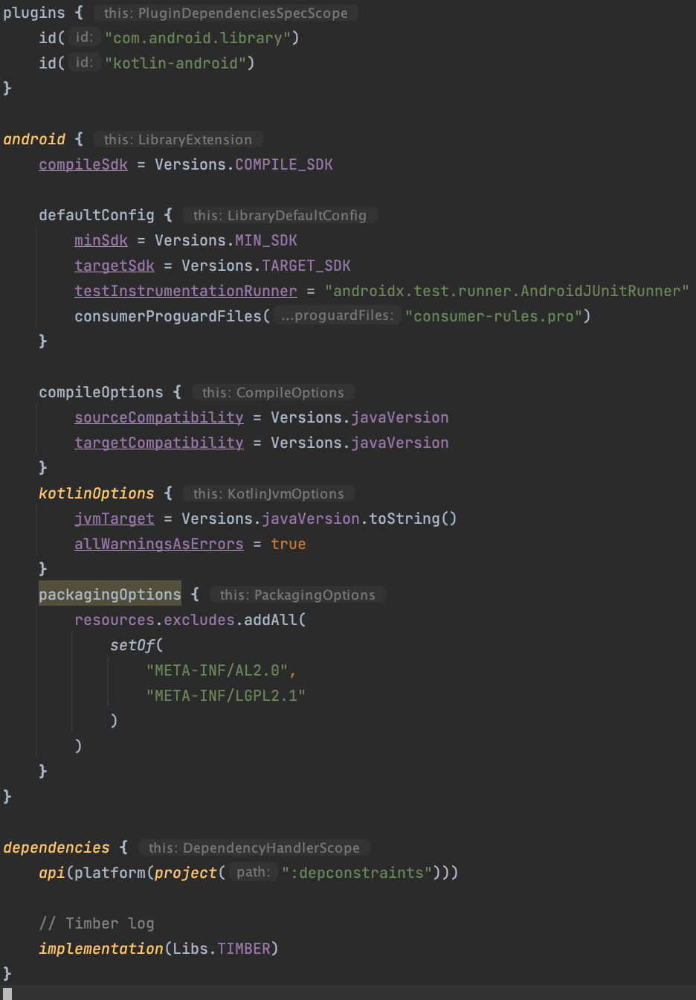 plugins { this: PluginDependenciesSpecScope
    id( id: "com.android.library")
    id( id: "kotlin-android")
}

android { this: LibraryExtension
    compileSdk = Versions.COMPILE_SDK

    defaultConfig { this: LibraryDefaultConfig
        minSdk = Versions.MIN_SDK
        targetSdk = Versions.TARGET_SDK
        testInstrumentationRunner = "androidx.test.runner.AndroidJUnitRunner"
        consumerProguardFiles( ...proguardFiles: "consumer-rules.pro")
    }

    compileOptions { this: CompileOptions
        sourceCompatibility = Versions.javaVersion
        targetCompatibility = Versions.javaVersion
    }
    kotlinOptions { this: KotlinJvmOptions
        jvmTarget = Versions.javaVersion.toString()
        allWarningsAsErrors = true
    }
    packagingOptions { this: PackagingOptions
        resources.excludes.addAll(
            setOf(
                "META-INF/AL2.0",
                "META-INF/LGPL2.1"
            )
        )
    }
}

dependencies { this: DependencyHandlerScope
    api(platform(project( path: ":depconstraints")))

    // Timber log
    implementation(Libs.TIMBER)
}